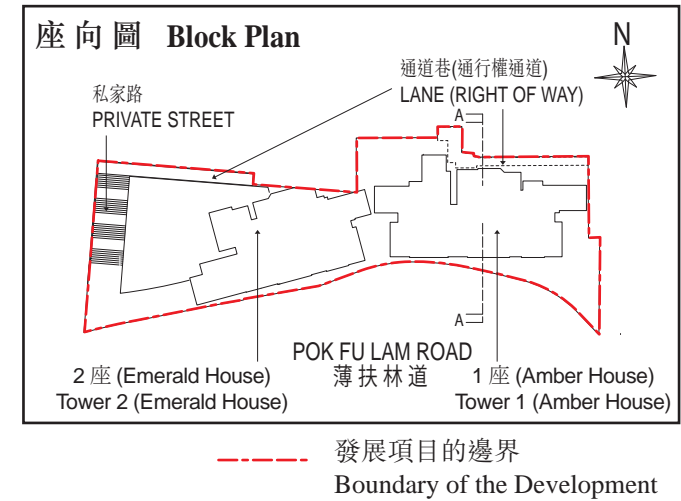 座向圖 Block Plan
N
通道巷(通行權通道)
LANE (RIGHT OF WAY)
私家路
PRIVATE STREET
A
A
POK FU LAM ROAD
薄扶林道
2 座 (Emerald House)
Tower 2 (Emerald House)
1 座 (Amber House)
Tower 1 (Amber House)
發展項目的邊界
Boundary of the Development